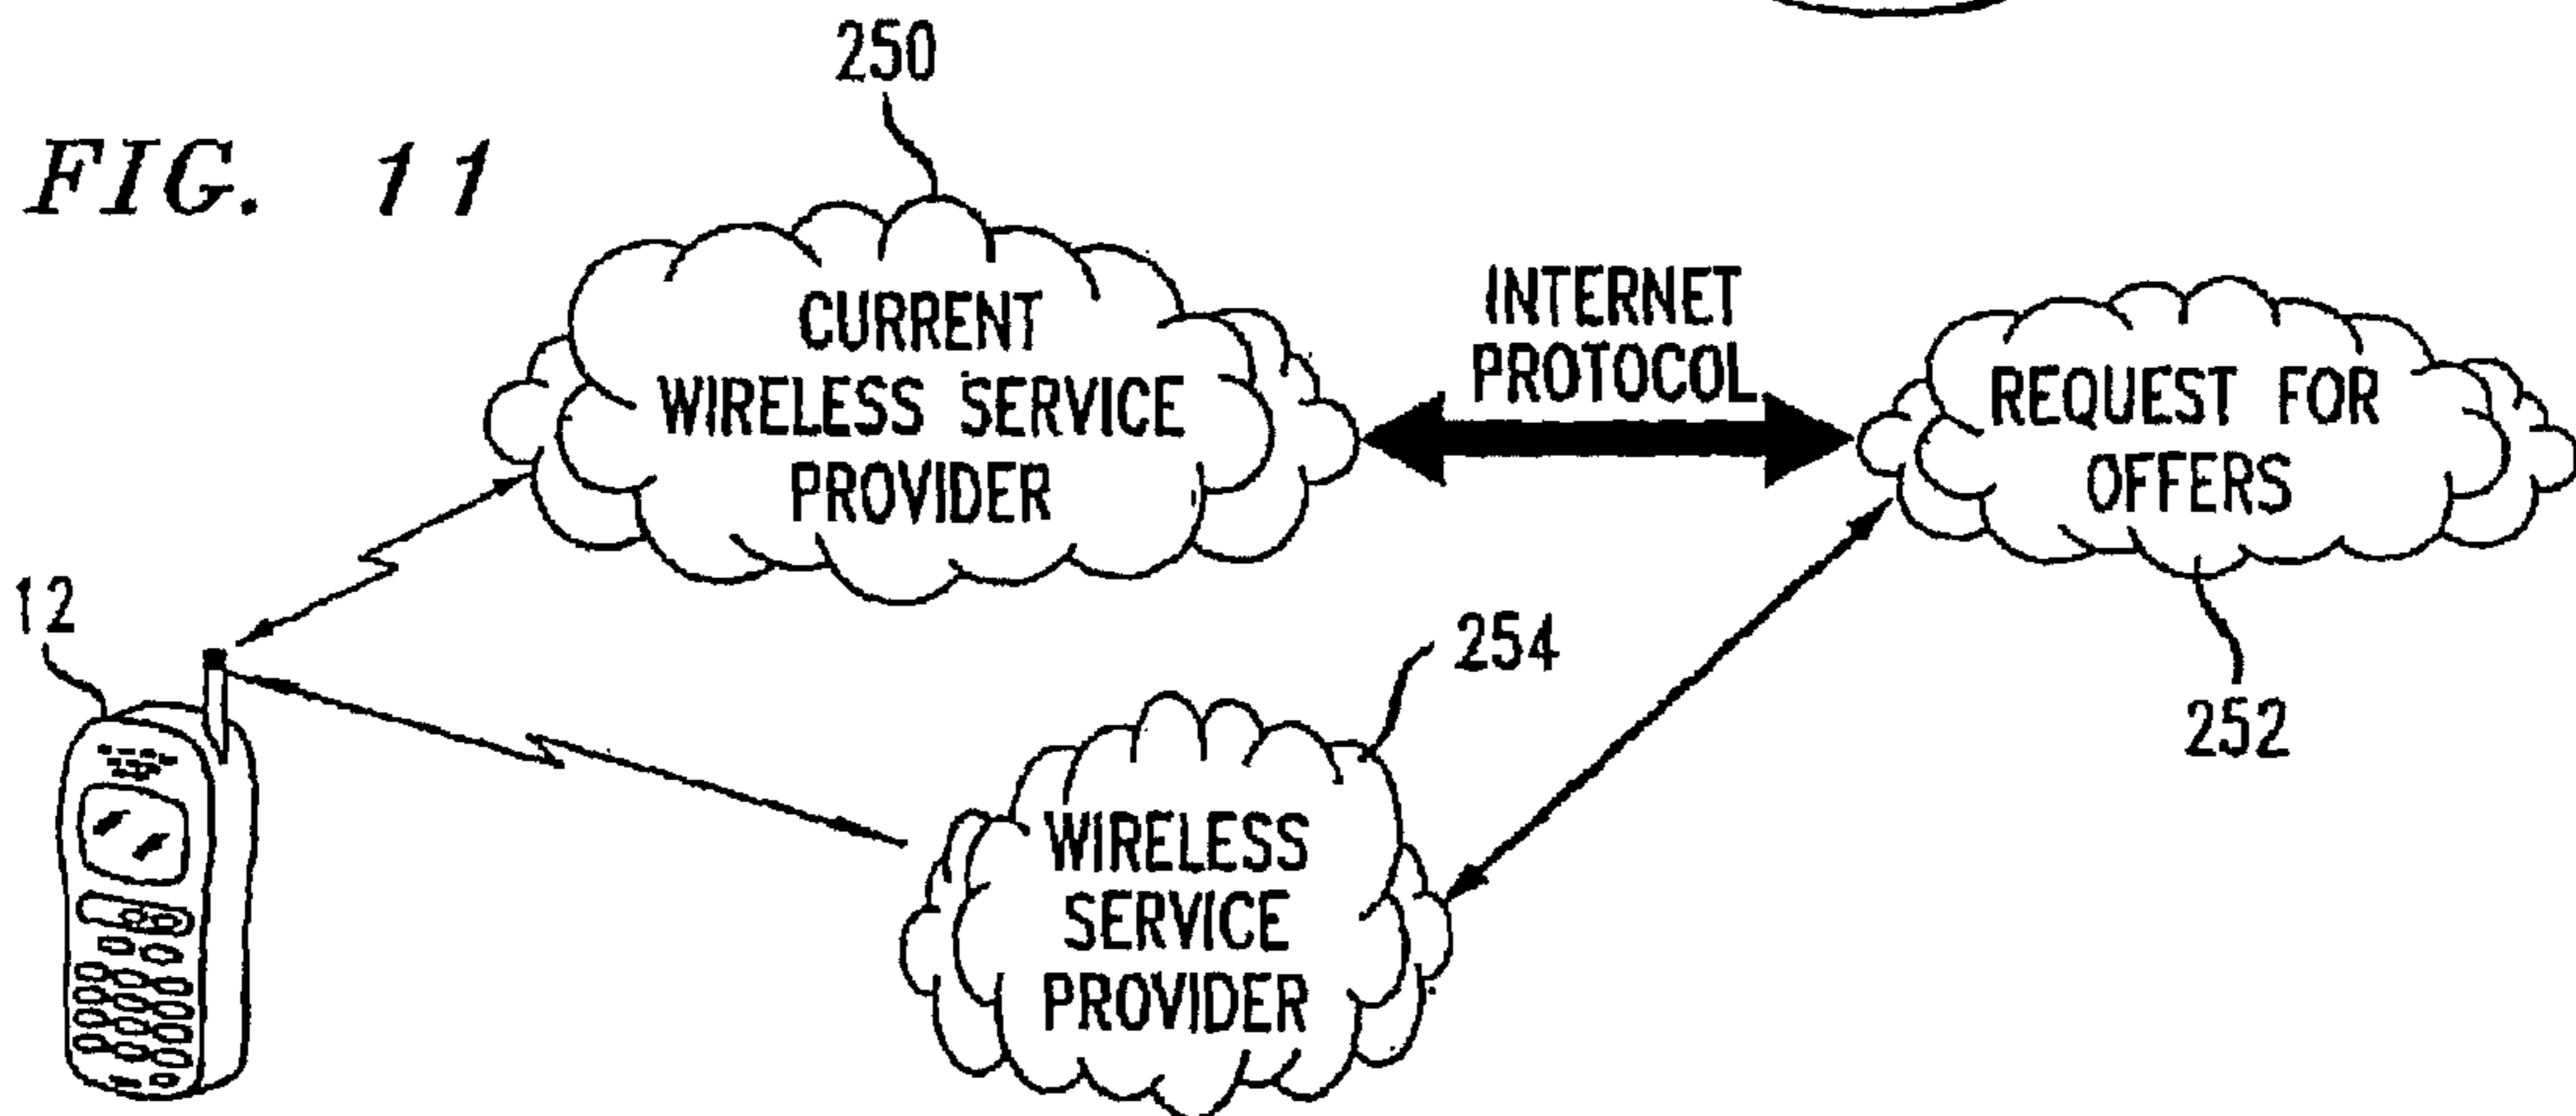 250
FIG. 11
CURRENT
WIRELESS SERVICE
PROVIDER
INTERNET
PROTOCOL
REQUEST FOR
OFFERS
12
254
252
WIRELESS
SERVICE
PROVIDER